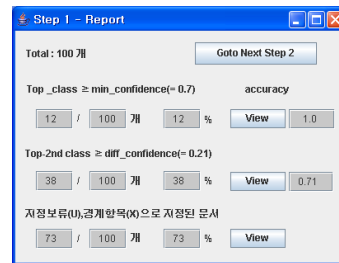 Step 1 - Report
Total : 100 개 Goto Next Step 2
Top _class ≥ min_confidence(= 0.7) accuracy
12 / 100 개 12 % View 1.0
Top-2nd class ≥ diff_confidence(= 0.21)
38 / 100 개 38 % View 0.71
지정보류(U),경계항목(X)으로 지정된 문서
73 / 100 개 73 % View